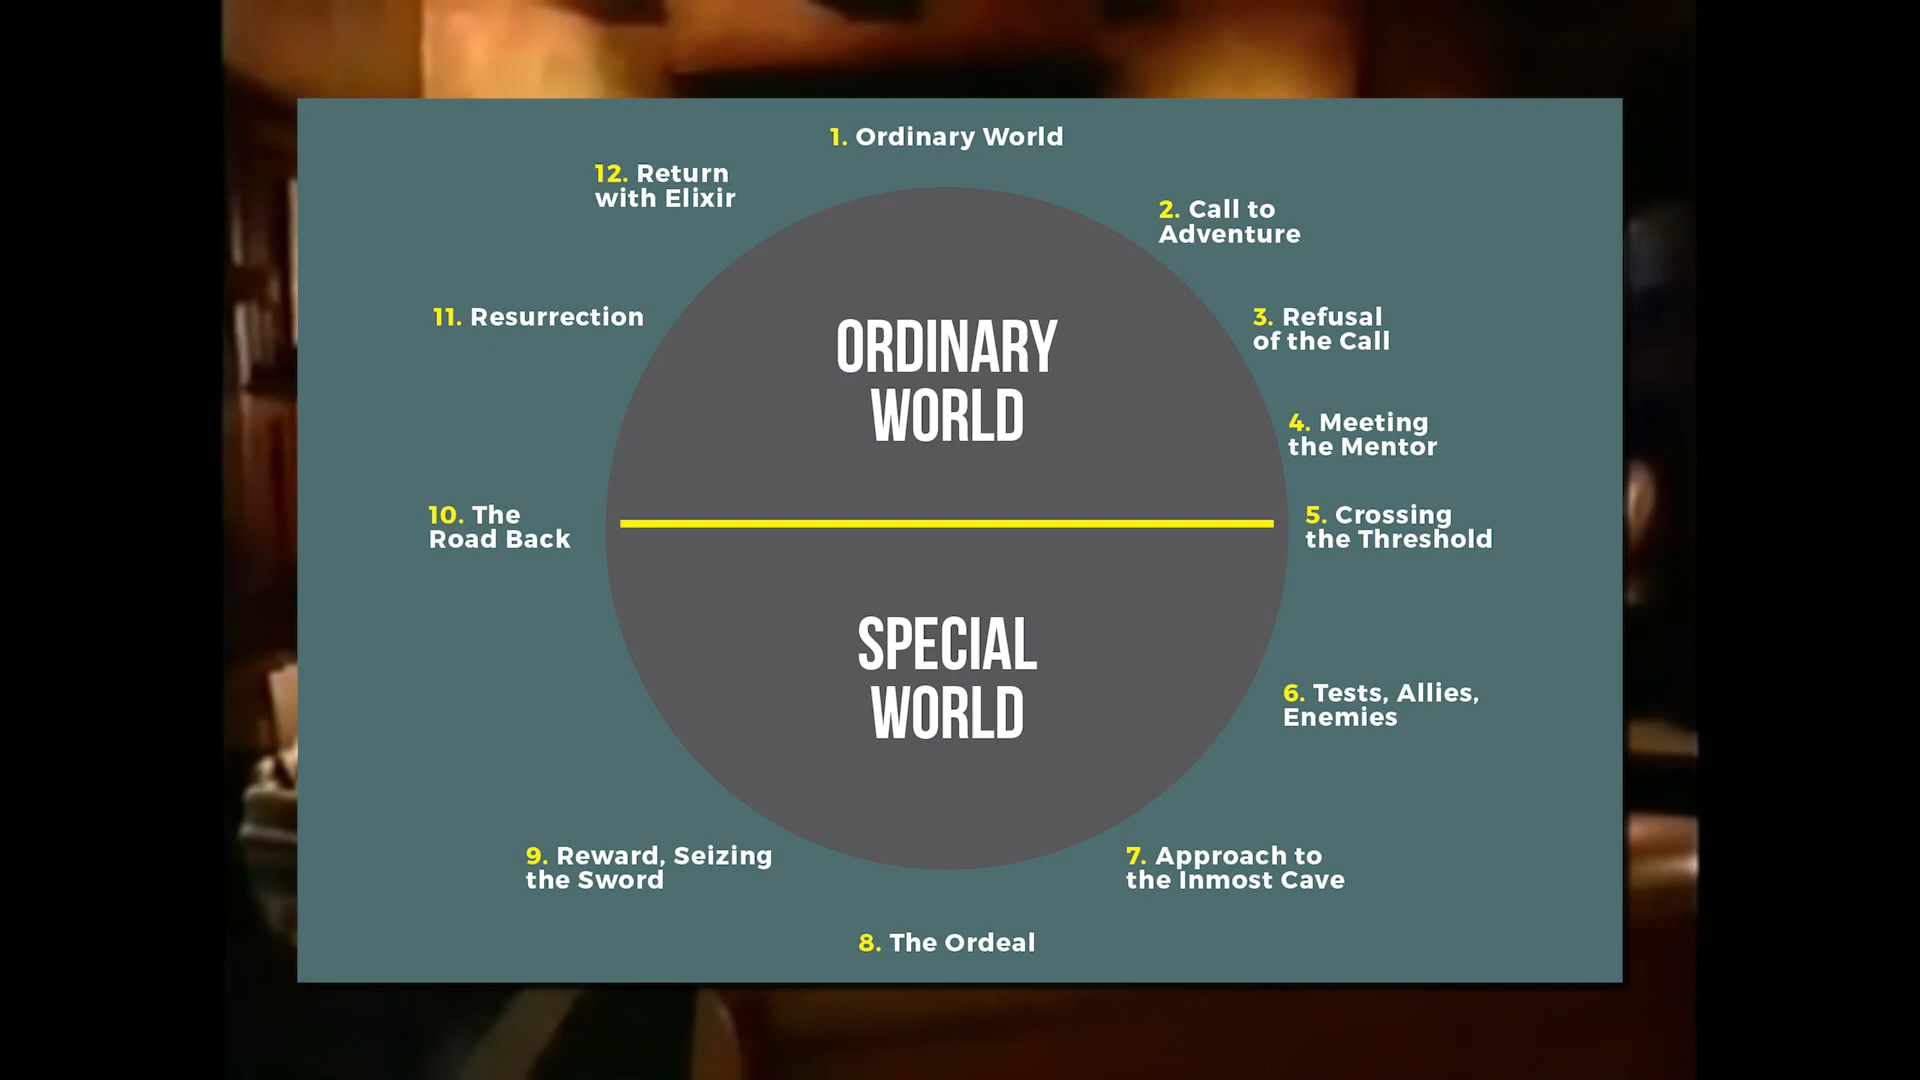 1. Ordinary World
2. Call to
Adventure
3. Refusal
of the Call
4. Meeting
the Mentor
5. Crossing
the Threshold
6. Tests, Allies,
Enemies
7. Approach to
the Inmost Cave
8. The Ordeal
9. Reward, Seizing
the Sword
10. The
Road Back
11. Resurrection
12. Return
with Elixir
ORDINARY
WORLD
SPECIAL
WORLD